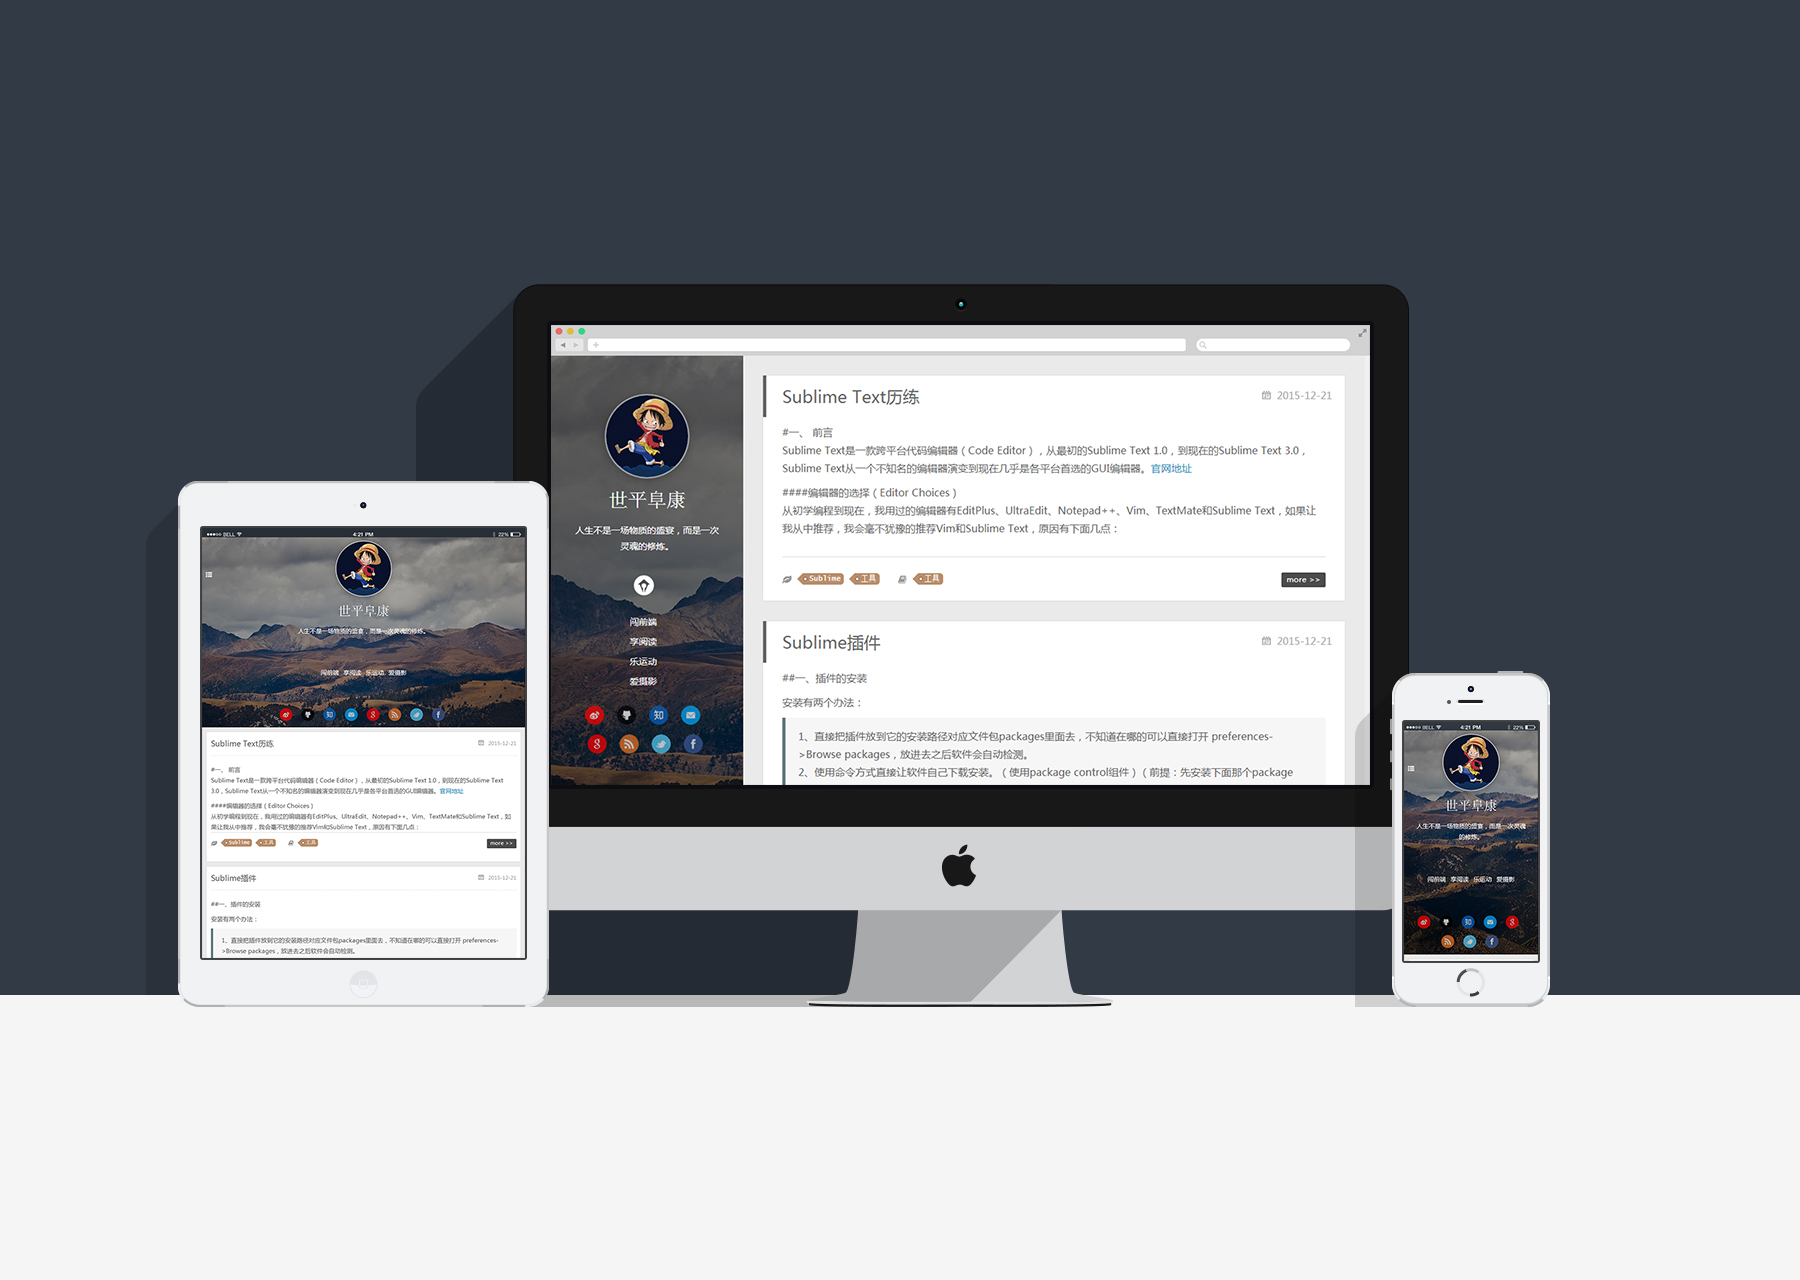 世平阜康
人生不是一场物质的盛宴，而是一次
灵魂的修炼。
闯前端
享阅读
乐运动
爱摄影
知
g
f
Sublime Text历练
2015-12-21
#一、 前言
Sublime Text是一款跨平台代码编辑器（Code Editor），从最初的Sublime Text 1.0，到现在的Sublime Text 3.0，
Sublime Text从一个不知名的编辑器演变到现在几乎是各平台首选的GUI编辑器。官网地址
####编辑器的选择（Editor Choices）
从初学编程到现在，我用过的编辑器有EditPlus、UltraEdit、Notepad++、Vim、TextMate和Sublime Text，如果让
我从中推荐，我会毫不犹豫的推荐Vim和Sublime Text，原因有下面几点：
Sublime 工具 工具
more >>
Sublime插件
2015-12-21
##一、插件的安装
安装有两个办法：
1、直接把插件放到它的安装路径对应文件包packages里面去，不知道在哪的可以直接打开 preferences-
>Browse packages，放进去之后软件会自动检测。
2、使用命令方式直接让软件自己下载安装。（使用package control组件）（前提：先安装下面那个package
BELL 4:21 PM 22%
世平阜康
人生不是一场物质的盛宴，而是一次灵魂的修炼。
闯前端 享阅读 乐运动 爱摄影
知 g f
Sublime Text历练
2015-12-21
#一、 前言
Sublime Text是一款跨平台代码编辑器（Code Editor），从最初的Sublime Text 1.0，到现在的Sublime Text
3.0，Sublime Text从一个不知名的编辑器演变到现在几乎是各平台首选的GUI编辑器。官网地址
####编辑器的选择（Editor Choices）
从初学编程到现在，我用过的编辑器有EditPlus、UltraEdit、Notepad++、Vim、TextMate和Sublime Text，如
果让我从中推荐，我会毫不犹豫的推荐Vim和Sublime Text，原因有下面几点：
Sublime 工具 工具
more >>
Sublime插件
2015-12-21
##一、插件的安装
安装有两个办法：
1、直接把插件放到它的安装路径对应文件包packages里面去，不知道在哪的可以直接打开 preferences-
>Browse packages，放进去之后软件会自动检测。
BELL 4:21 PM 22%
世平阜康
人生不是一场物质的盛宴，而是一次灵魂
的修炼。
闯前端 享阅读 乐运动 爱摄影
知 g
f